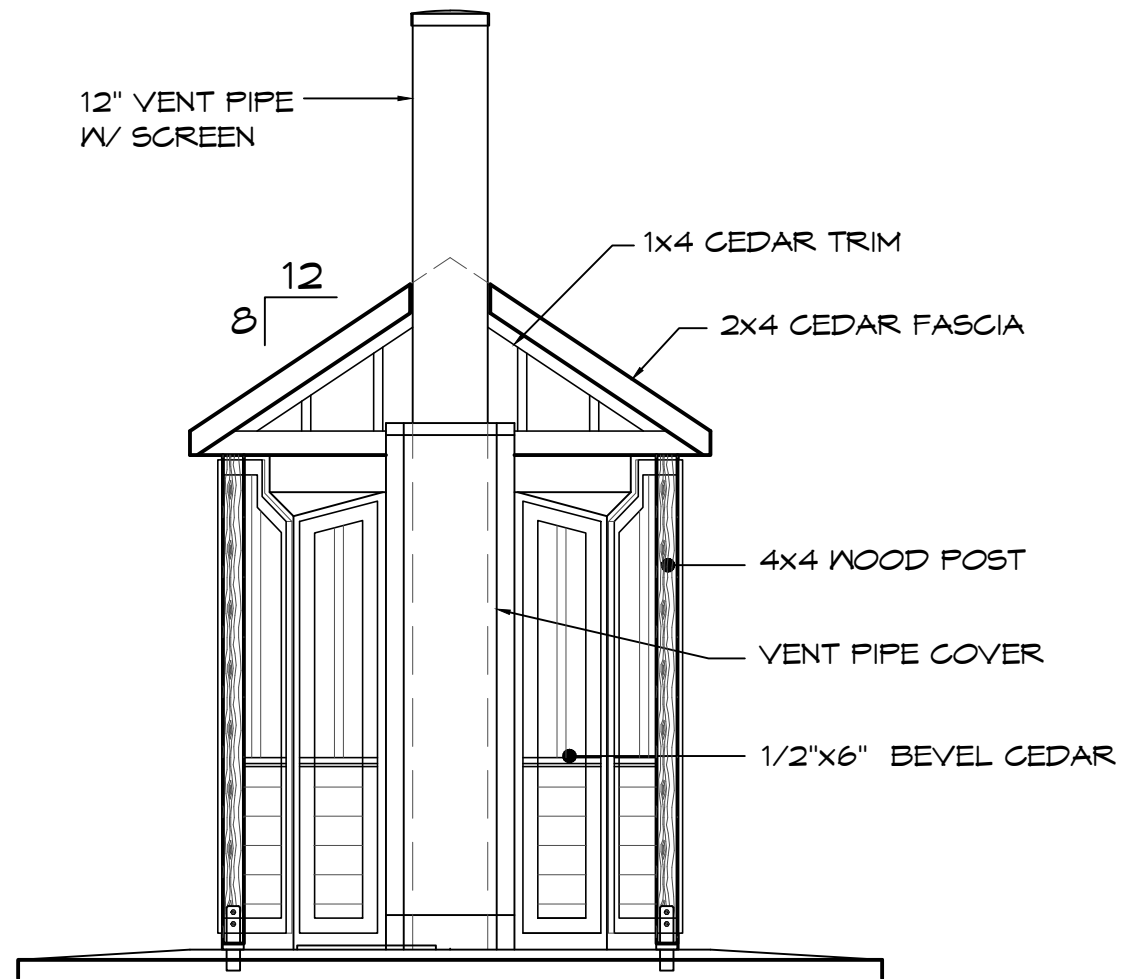 12" VENT PIPE
W/ SCREEN
1x4 CEDAR TRIM
12
8
2x4 CEDAR FASCIA
4x4 WOOD POST
VENT PIPE COVER
1/2"x6" BEVEL CEDAR